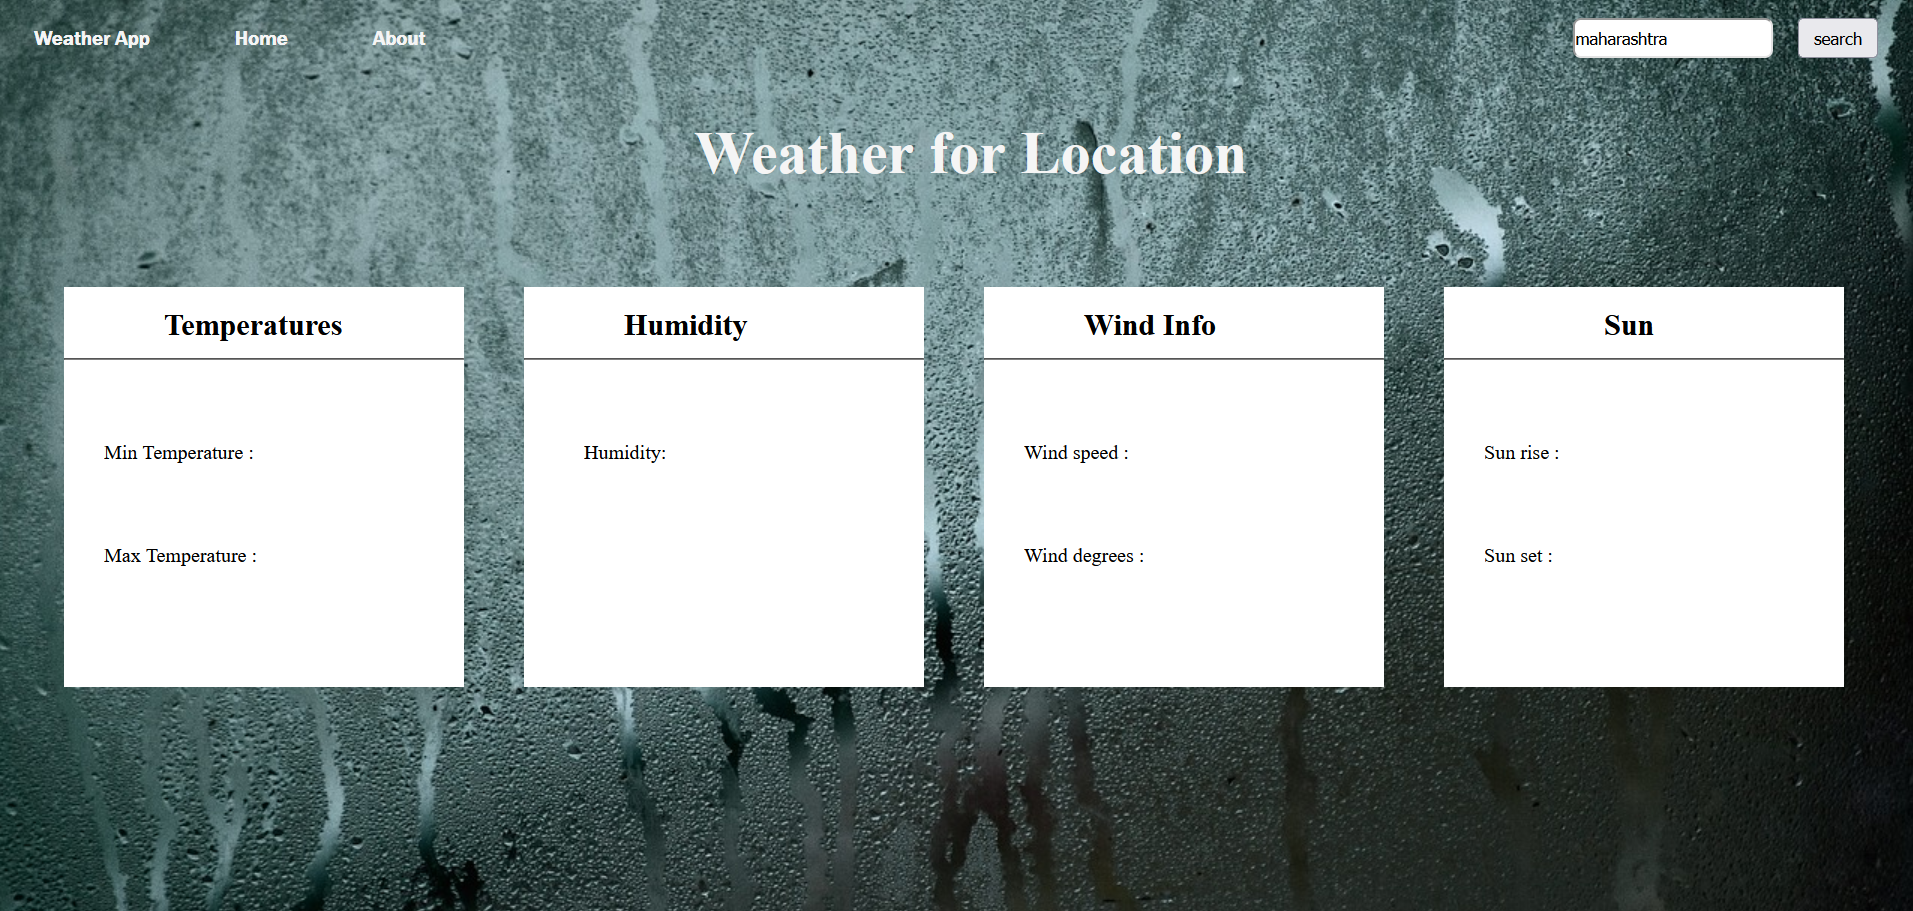 Weather App Home About maharashtra search
Weather for Location
Temperatures
Min Temperature :
Max Temperature :
Humidity
Humidity:
Wind Info
Wind speed :
Wind degrees :
Sun
Sun rise :
Sun set :